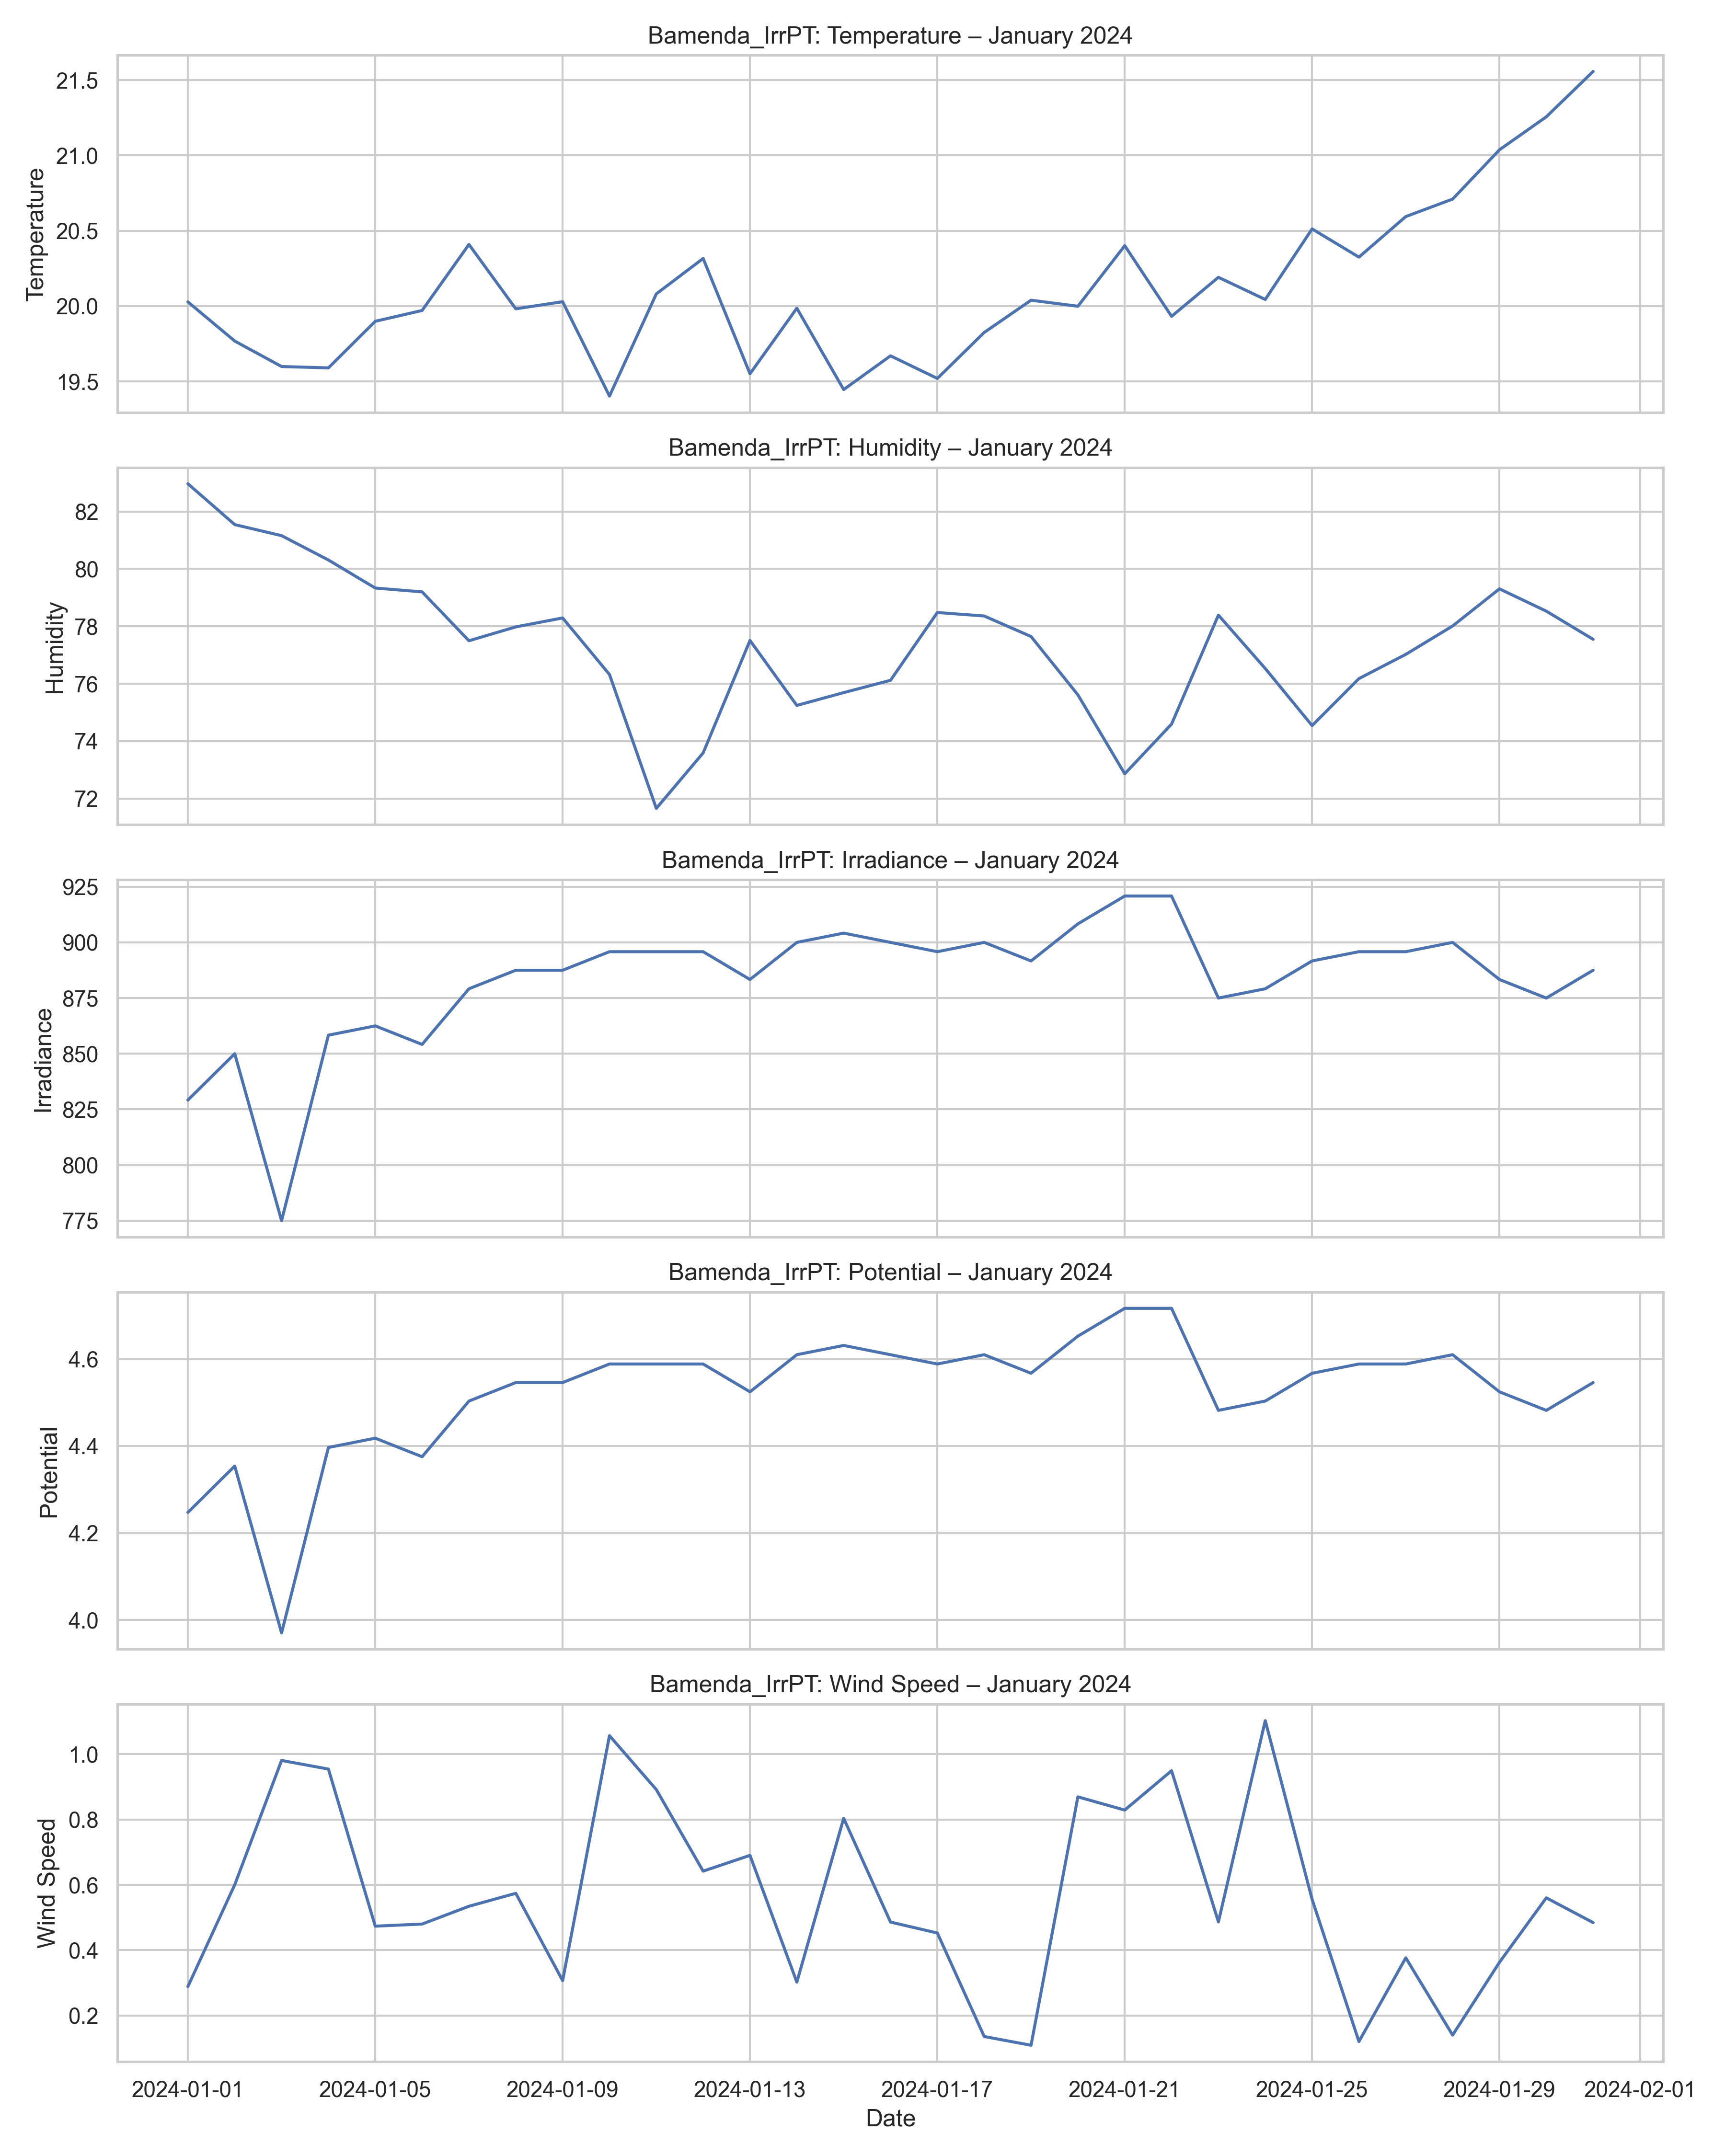 Bamenda_IrrPT: Temperature – January 2024
Temperature
21.5
21.0
20.5
20.0
19.5
Bamenda_IrrPT: Humidity – January 2024
Humidity
82
80
78
76
74
72
Bamenda_IrrPT: Irradiance – January 2024
Irradiance
925
900
875
850
825
800
775
Bamenda_IrrPT: Potential – January 2024
Potential
4.6
4.4
4.2
4.0
Bamenda_IrrPT: Wind Speed – January 2024
Wind Speed
1.0
0.8
0.6
0.4
0.2
2024-01-01 2024-01-05 2024-01-09 2024-01-13 2024-01-17 2024-01-21 2024-01-25 2024-01-29 2024-02-01
Date